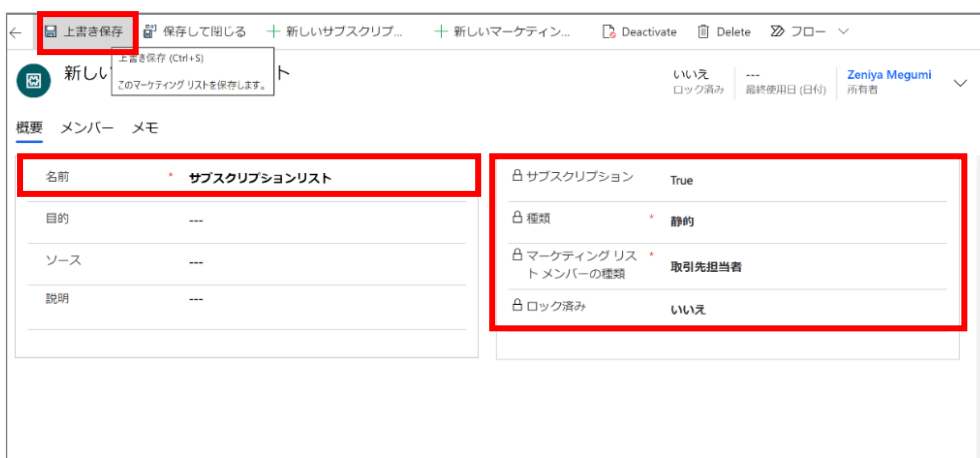 上書き保存 保存して閉じる 新しいサブスクリプ... 新しいマーケティン... Deactivate Delete フロー
上書き保存 (Ctrl+S)
このマーケティング リストを保存します。
新しい ト
いいえ --- Zeniya Megumi
ロック済み 最終使用日 (日付) 所有者
概要 メンバー メモ
名前 * サブスクリプションリスト
目的 ---
ソース ---
説明 ---
サブスクリプション True
種類 * 静的
マーケティング リス * 取引先担当者
ト メンバーの種類
ロック済み いいえ